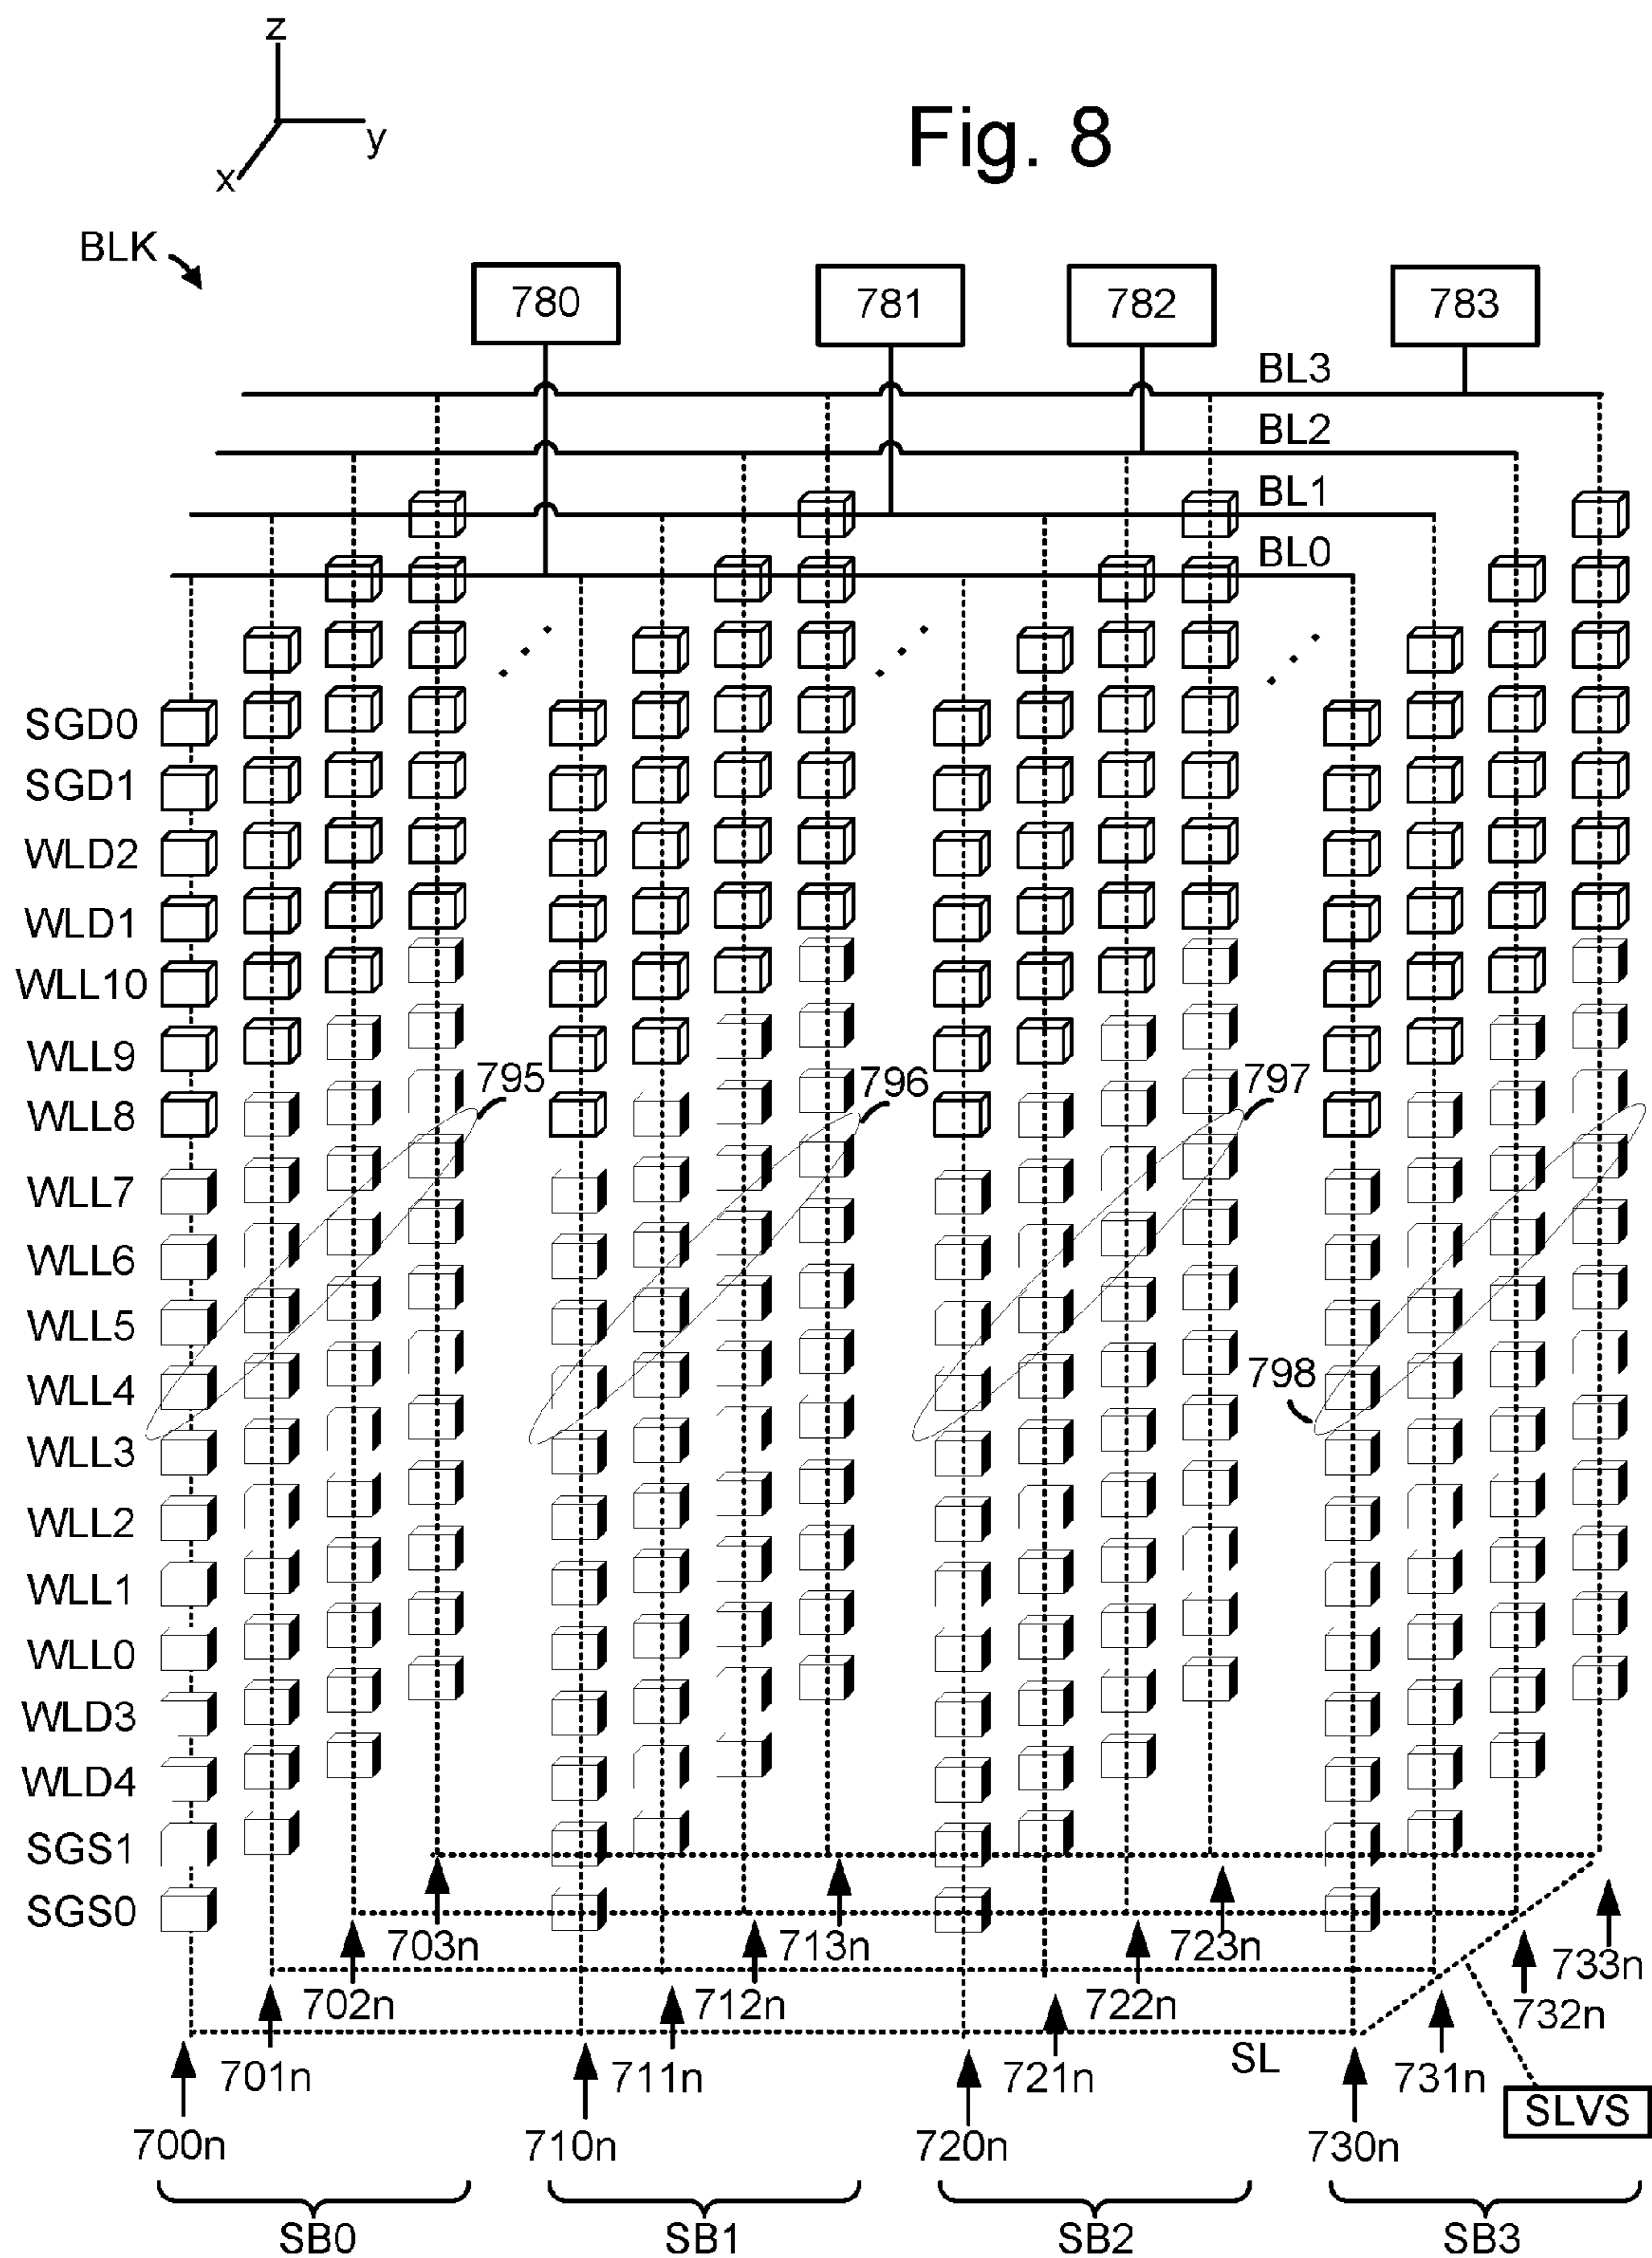 z
y
x
Fig. 8
BLK
780
781
782
783
BL3
BL2
BL1
BL0
SGD0
SGD1
WLD2
WLD1
WLL10
WLL9
WLL8
WLL7
WLL6
WLL5
WLL4
WLL3
WLL2
WLL1
WLL0
WLD3
WLD4
SGS1
SGS0
795
796
797
798
703n
713n
723n
733n
702n
712n
722n
732n
701n
711n
721n
SL
731n
SLVS
700n
710n
720n
730n
SB0
SB1
SB2
SB3